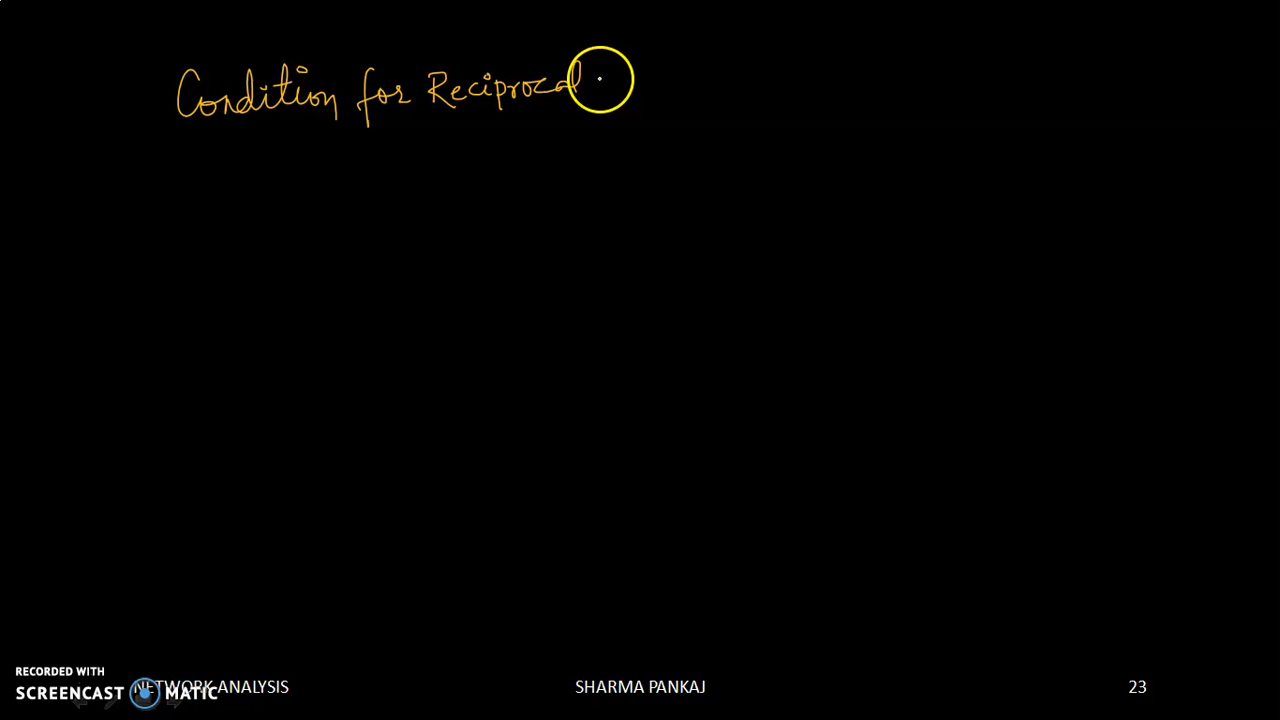 Condition for Reciprocal
RECORDED WITH
SCREENCAST MATIC
NETWORK ANALYSIS
SHARMA PANKAJ
23